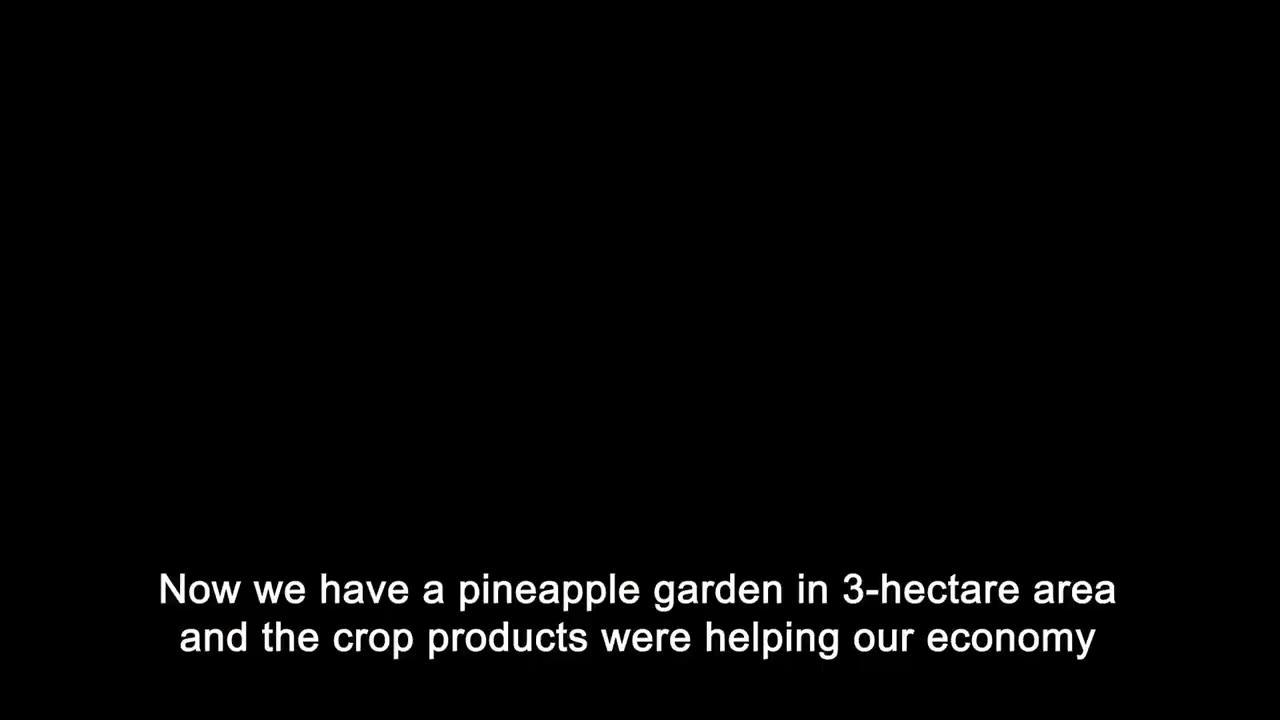 Now we have a pineapple garden in 3-hectare area
and the crop products were helping our economy